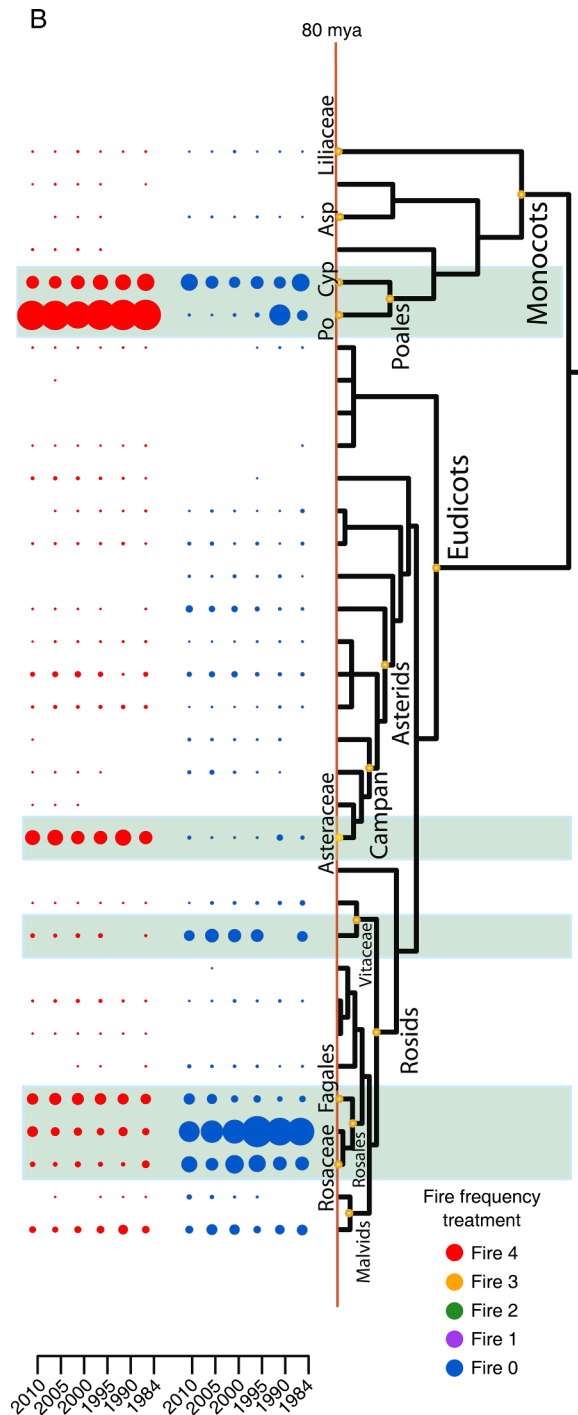 B
80 mya
Liliaceae
Asp
Cyp
Po
Poales
Monocots
Eudicots
Asterids
Campan
Asteraceae
Vitaceae
Rosids
Fagales
Rosales
Rosaceae
Malvids
Fire frequency
treatment
Fire 4
Fire 3
Fire 2
Fire 1
Fire 0
2010 2005 2000 1995 1990 1984 2010 2005 2000 1995 1990 1984